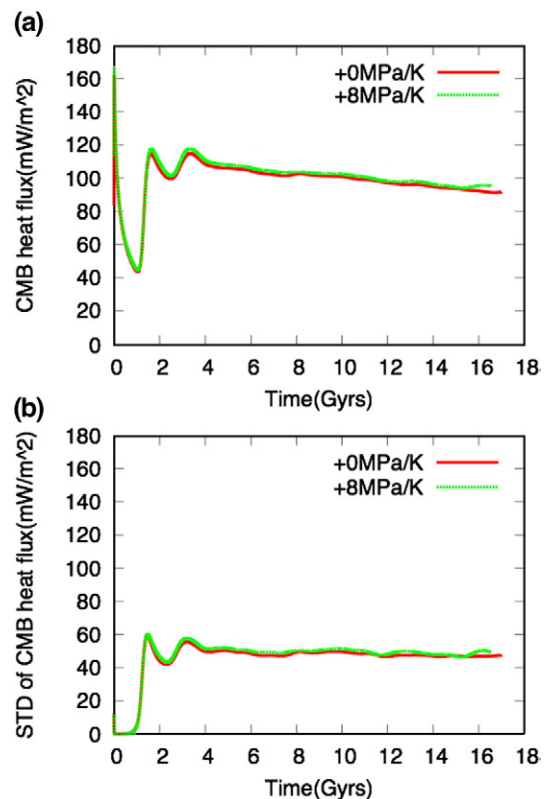 (a)
180
160
140
120
100
80
60
40
20
0
CMB heat flux(mW/m^2)
+0MPa/K
+8MPa/K
0 2 4 6 8 10 12 14 16 18
Time(Gyrs)
(b)
180
160
140
120
100
80
60
40
20
0
STD of CMB heat flux(mW/m^2)
+0MPa/K
+8MPa/K
0 2 4 6 8 10 12 14 16 18
Time(Gyrs)